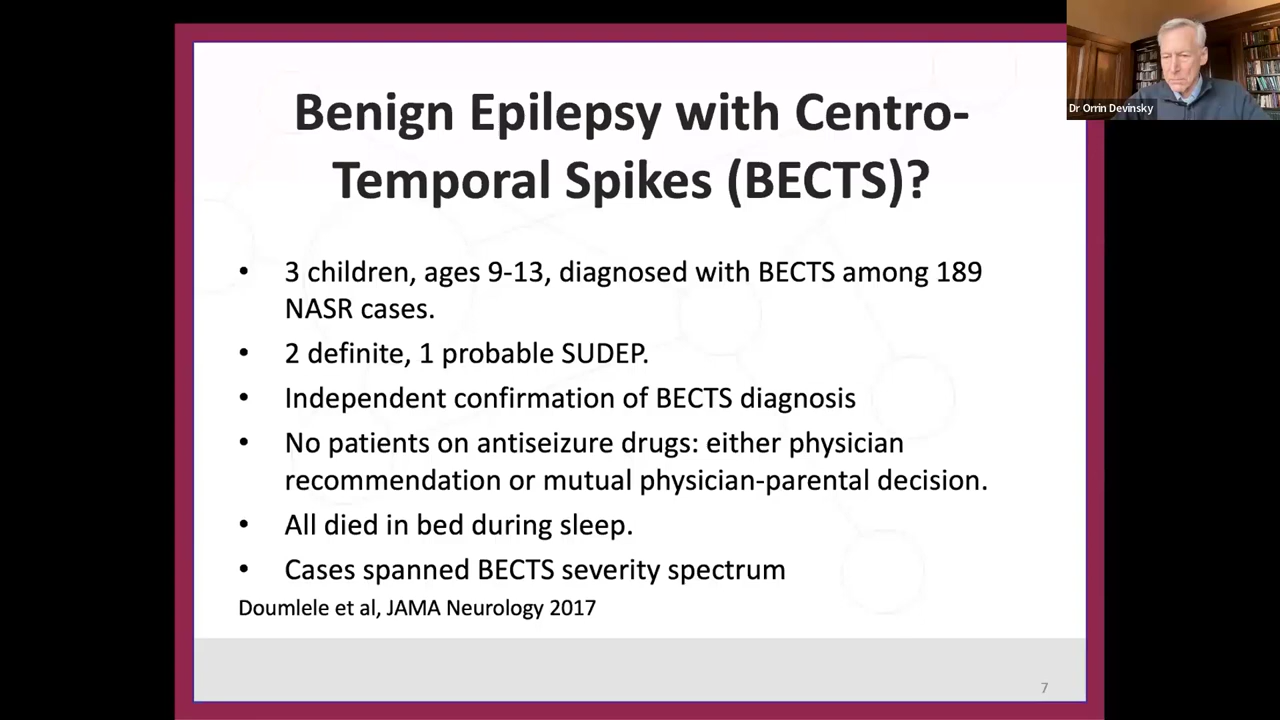 Dr Orrin Devinsky
Benign Epilepsy with Centro-
Temporal Spikes (BECTS)?
• 3 children, ages 9-13, diagnosed with BECTS among 189
NASR cases.
• 2 definite, 1 probable SUDEP.
• Independent confirmation of BECTS diagnosis
• No patients on antiseizure drugs: either physician
recommendation or mutual physician-parental decision.
• All died in bed during sleep.
• Cases spanned BECTS severity spectrum
Doumlele et al, JAMA Neurology 2017
7